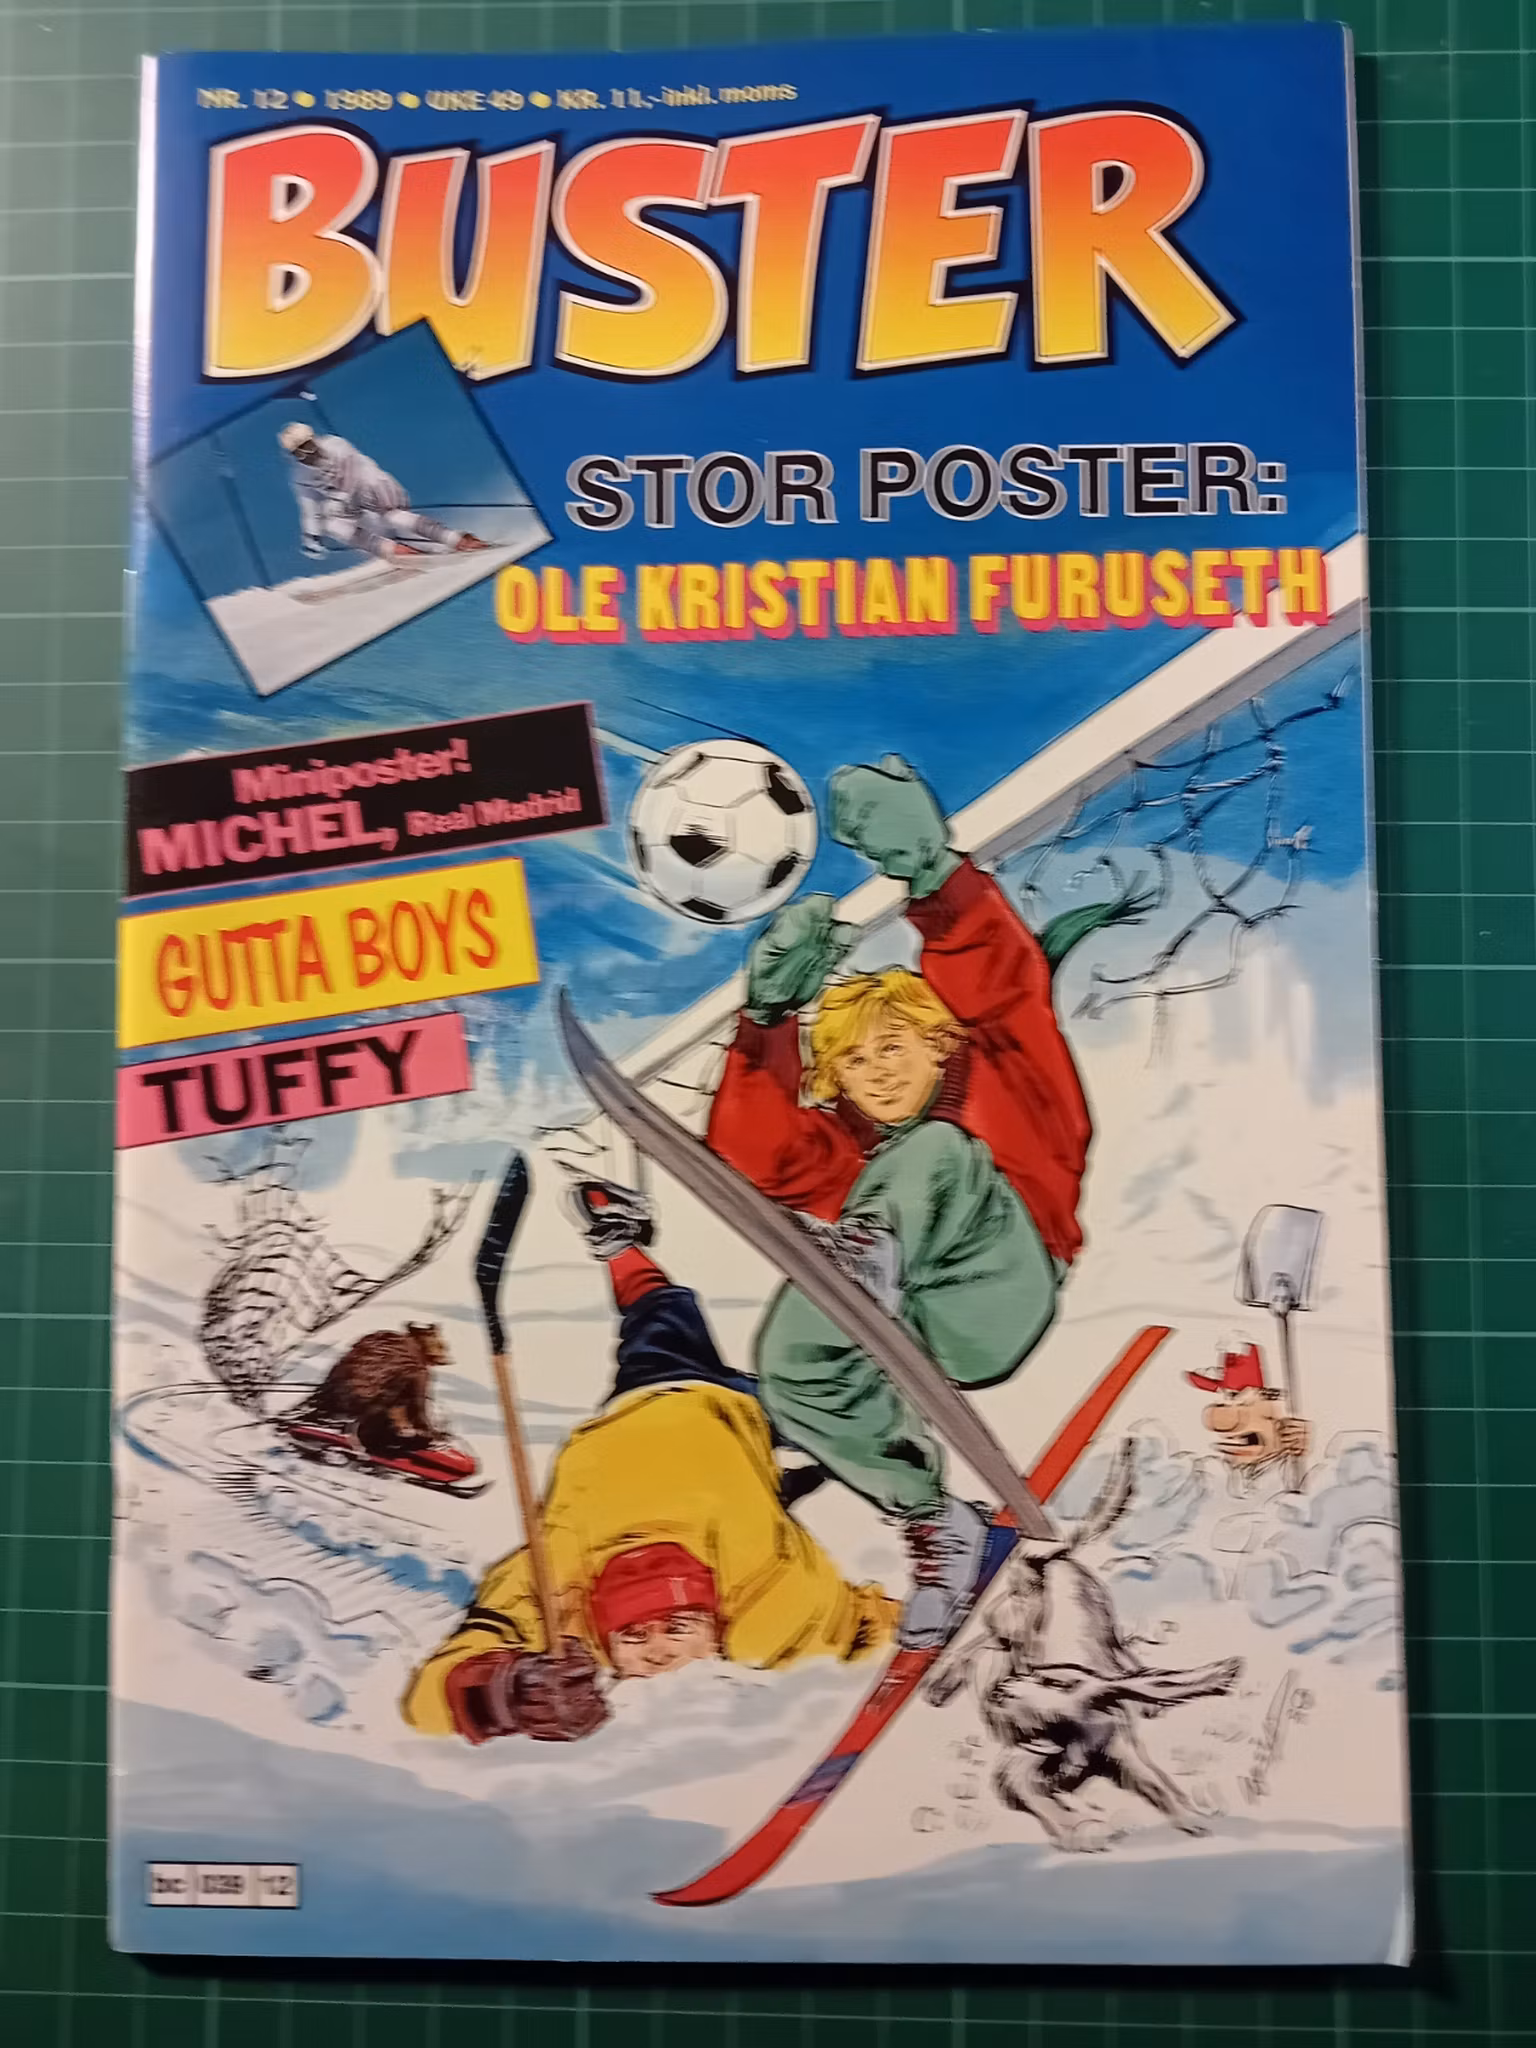 NR. 12 • 1989 • UKE 49 • KR. 11,- inkl. moms
BUSTER
STOR POSTER:
OLE KRISTIAN FURUSETH
Miniposter!
MICHEL, Real Madrid
GUTTA BOYS
TUFFY
bc 039 12